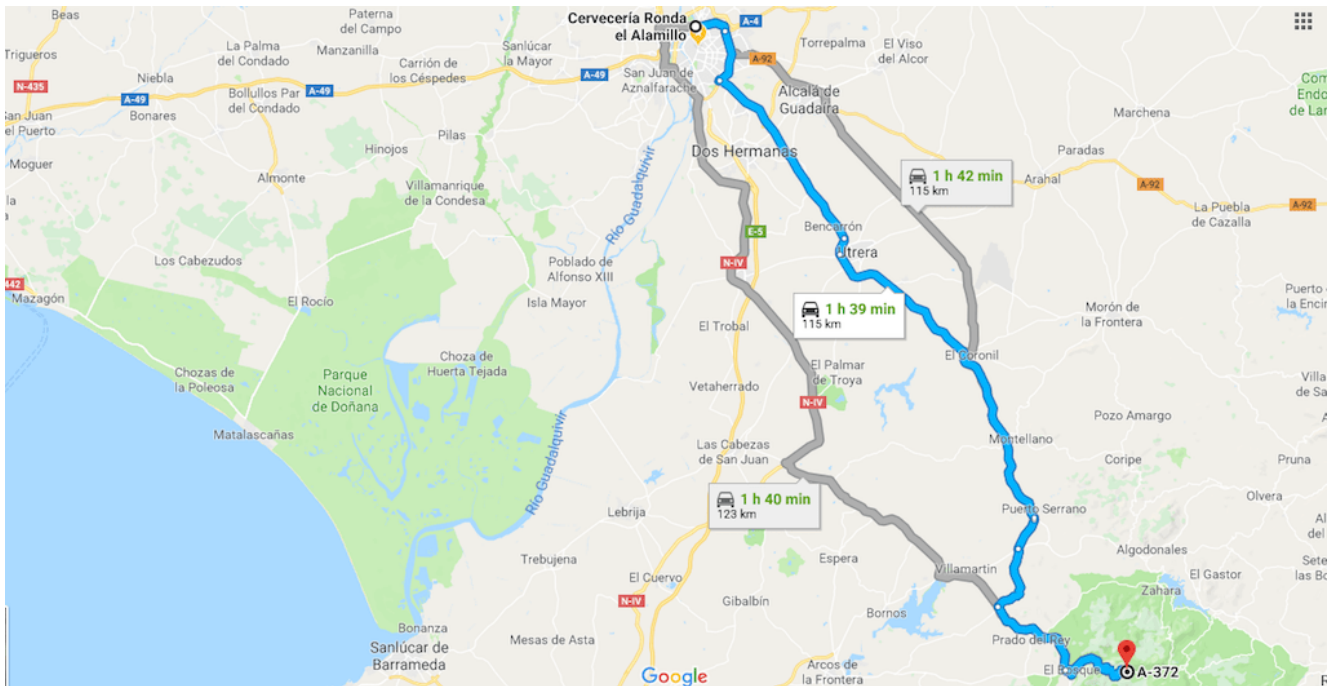 Beas
Paterna
del Campo
Cervecería Ronda
el Alamillo
A-4
Trigueros
La Palma
del Condado
Manzanilla
Sanlúcar
la Mayor
Torrepalma
El Viso
del Alcor
N-435
Niebla
Carrión de
los Céspedes
A-49
San Juan de
Aznalfarache
A-92
A-49
Bollullos Par
del Condado
A-49
Alcalá de
Guadaira
San Juan
del Puerto
Bonares
Marchena
Pilas
Moguer
Hinojos
Dos Hermanas
Paradas
Almonte
Villamanrique
de la Condesa
1 h 42 min
115 km
Arahal
A-92
A-92
La Puebla
de Cazalla
Río Guadalquivir
Bencarrón
E-5
Utrera
Los Cabezudos
Poblado de
Alfonso XIII
N-IV
442
Mazagón
El Rocío
Isla Mayor
1 h 39 min
115 km
Morón de
la Frontera
El Trobal
Choza de
Huerta Tejada
El Coronil
Chozas de
la Poleosa
Parque
Nacional
de Doñana
El Palmar
de Troya
Vetaherrado
N-IV
Pozo Amargo
Matalascañas
Río Guadalquivir
Las Cabezas
de San Juan
Montellano
Coripe
Pruna
1 h 40 min
123 km
Olvera
Lebrija
Puerto Serrano
Trebujena
Espera
Algodonales
Villamartín
El Gastor
El Cuervo
Zahara
N-IV
Gibalbín
Bornos
Bonanza
Mesas de Asta
Prado del Rey
Sanlúcar de
Barrameda
Google
Arcos de
la Frontera
El Bosque
A-372